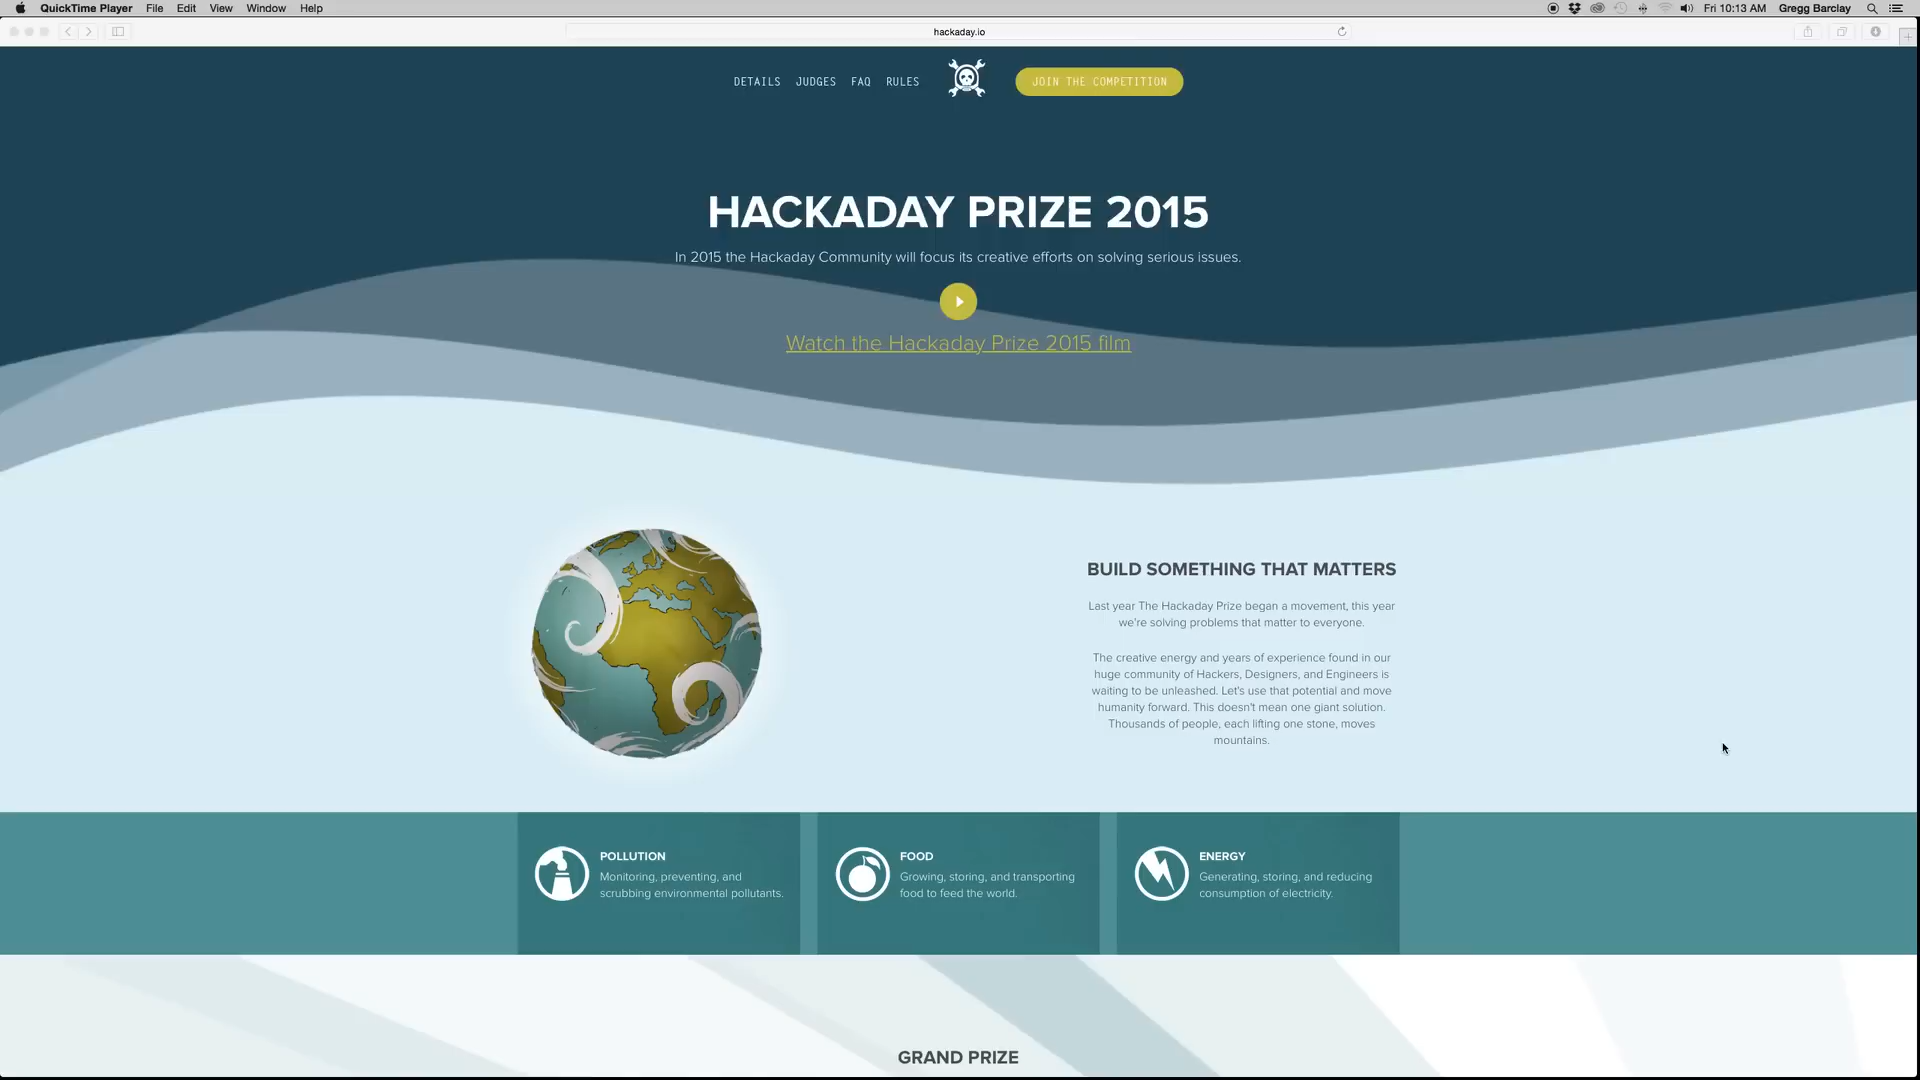 QuickTime Player File Edit View Window Help Fri 10:13 AM Gregg Barclay
hackaday.io
DETAILS JUDGES FAQ RULES JOIN THE COMPETITION
HACKADAY PRIZE 2015
In 2015 the Hackaday Community will focus its creative efforts on solving serious issues.
Watch the Hackaday Prize 2015 film
BUILD SOMETHING THAT MATTERS
Last year The Hackaday Prize began a movement, this year
we're solving problems that matter to everyone.
The creative energy and years of experience found in our
huge community of Hackers, Designers, and Engineers is
waiting to be unleashed. Let's use that potential and move
humanity forward. This doesn't mean one giant solution.
Thousands of people, each lifting one stone, moves
mountains.
POLLUTION
Monitoring, preventing, and
scrubbing environmental pollutants.
FOOD
Growing, storing, and transporting
food to feed the world.
ENERGY
Generating, storing, and reducing
consumption of electricity.
GRAND PRIZE